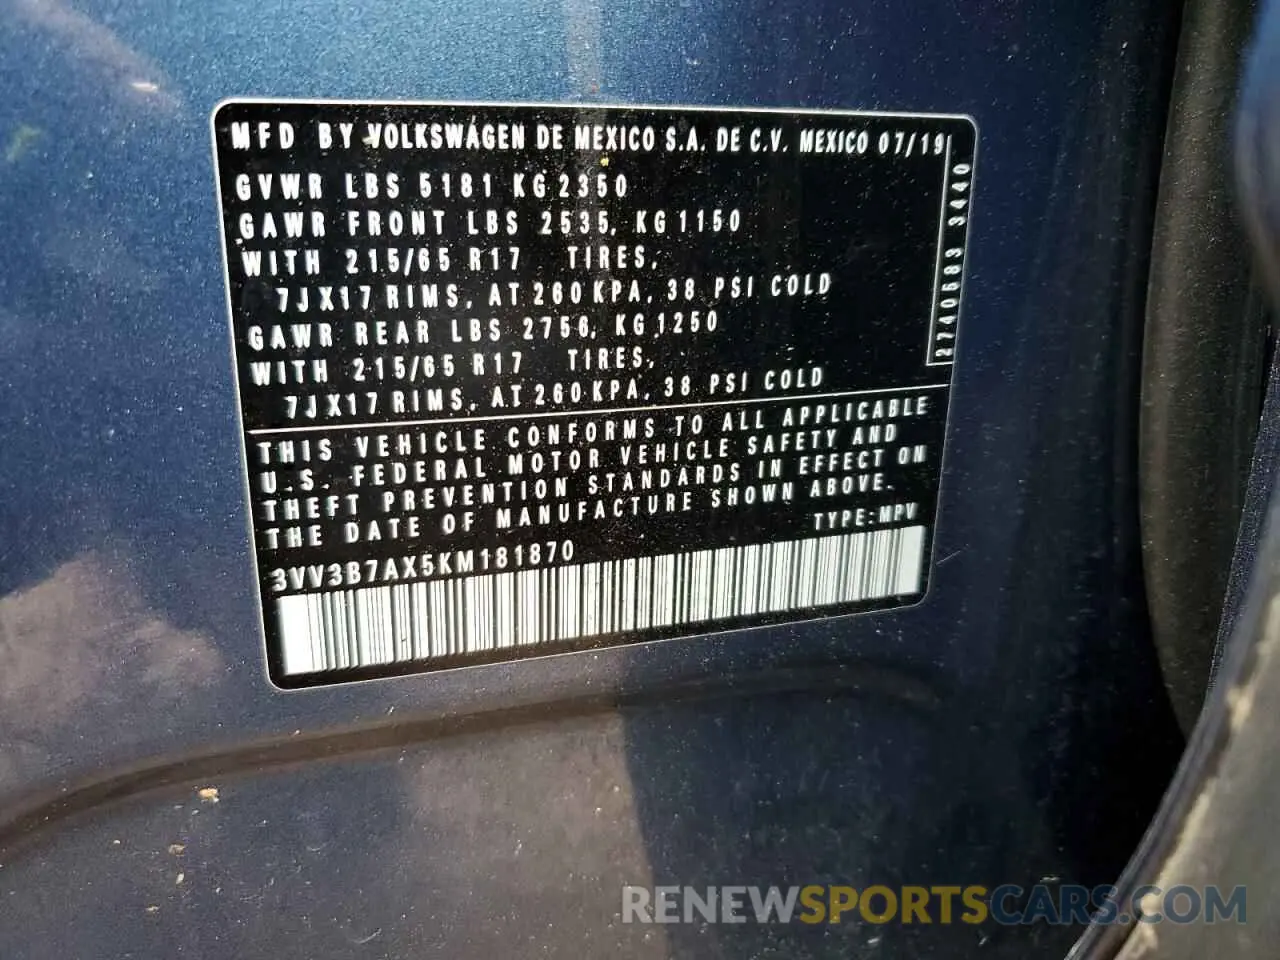 MFD BY VOLKSWAGEN DE MEXICO S.A. DE C.V. MEXICO 07/19
GVWR LBS 5181 KG 2350
GAWR FRONT LBS 2535, KG 1150
WITH 215/65 R17 TIRES,
7JX17 RIMS, AT 260 KPA, 38 PSI COLD
GAWR REAR LBS 2756, KG 1250
WITH 215/65 R17 TIRES,
7JX17 RIMS, AT 260 KPA, 38 PSI COLD
2740583 3440
THIS VEHICLE CONFORMS TO ALL APPLICABLE
U.S. FEDERAL MOTOR VEHICLE SAFETY AND
THEFT PREVENTION STANDARDS IN EFFECT ON
THE DATE OF MANUFACTURE SHOWN ABOVE.
TYPE:MPV
3VV3B7AX5KM181870
RENEWSPORTSCARS.COM